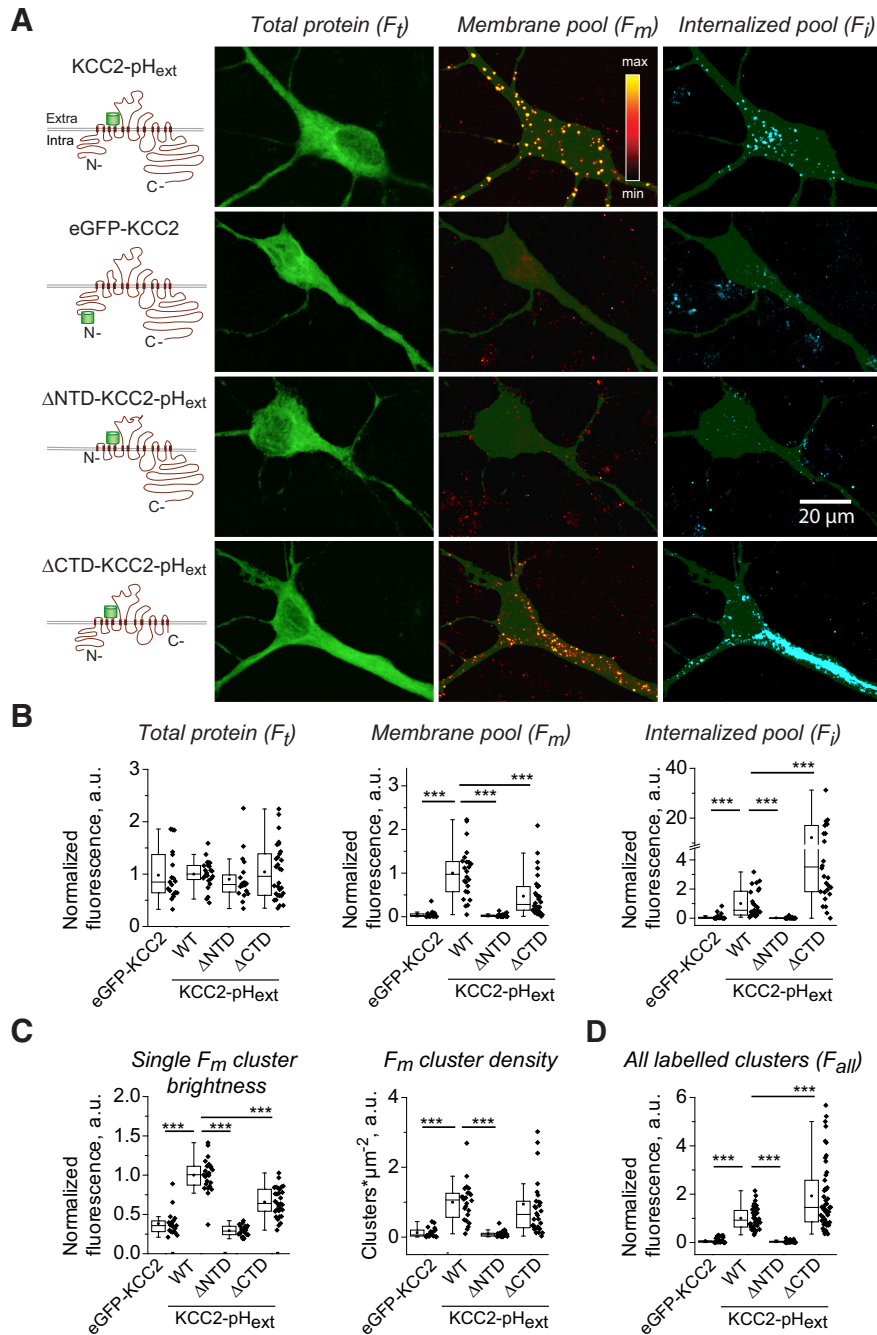 A
Total protein (Ft)
Membrane pool (Fm)
Internalized pool (Fi)
KCC2-pHext
Extra
Intra
N-
C-
max
min
eGFP-KCC2
N-
C-
ΔNTD-KCC2-pHext
N-
C-
20 µm
ΔCTD-KCC2-pHext
N-
C-
B
Total protein (Ft)
Normalized
fluorescence, a.u.
3
2
1
0
eGFP-KCC2
WT
ΔNTD
ΔCTD
KCC2-pHext
Membrane pool (Fm)
Normalized
fluorescence, a.u.
3
2
1
0
***
***
***
eGFP-KCC2
WT
ΔNTD
ΔCTD
KCC2-pHext
Internalized pool (Fi)
Normalized
fluorescence, a.u.
40
20
4
2
0
***
***
***
eGFP-KCC2
WT
ΔNTD
ΔCTD
KCC2-pHext
C
Single Fm cluster
brightness
Normalized
fluorescence, a.u.
2.0
1.5
1.0
0.5
0.0
***
***
***
eGFP-KCC2
WT
ΔNTD
ΔCTD
KCC2-pHext
Fm cluster density
Clusters*µm-2, a.u.
4
2
0
***
***
eGFP-KCC2
WT
ΔNTD
ΔCTD
KCC2-pHext
D
All labelled clusters (Fall)
Normalized
fluorescence, a.u.
6
4
2
0
***
***
***
eGFP-KCC2
WT
ΔNTD
ΔCTD
KCC2-pHext